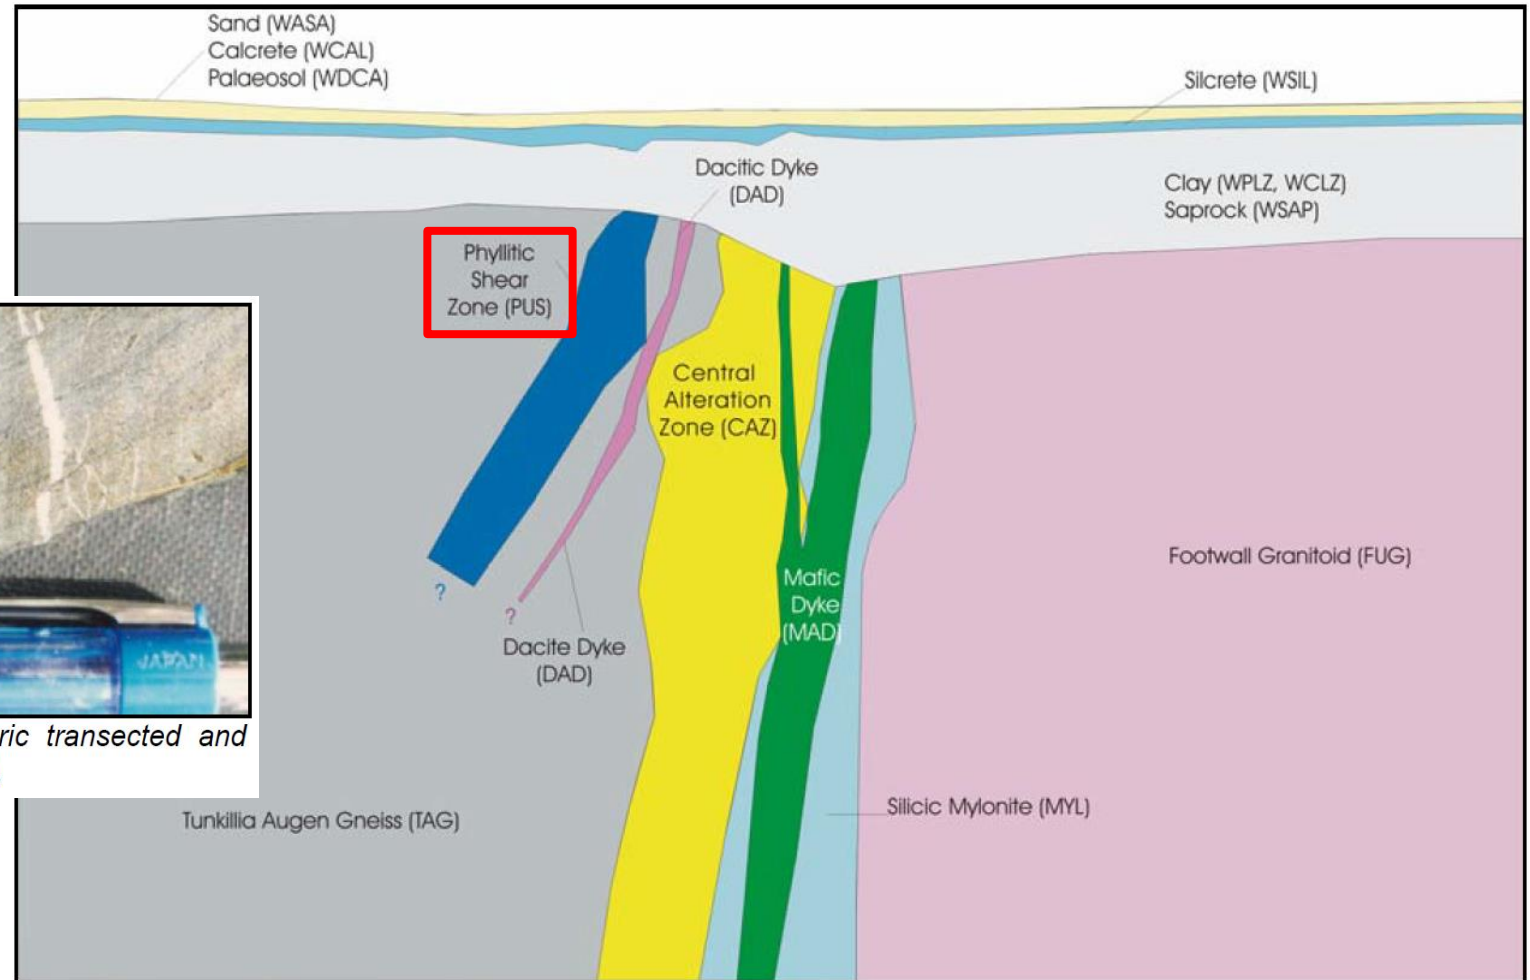 Sand (WASA)
Calcrete (WCAL)
Palaeosol (WDCA)
Silcrete (WSIL)
Dacitic Dyke
(DAD)
Clay (WPLZ, WCLZ)
Saprock (WSAP)
Phyllitic
Shear
Zone (PUS)
Central
Alteration
Zone (CAZ)
Footwall Granitoid (FUG)
Mafic
Dyke
(MAD)
?
?
Dacite Dyke
(DAD)
JAPAN
transected and
Silicic Mylonite (MYL)
Tunkillia Augen Gneiss (TAG)